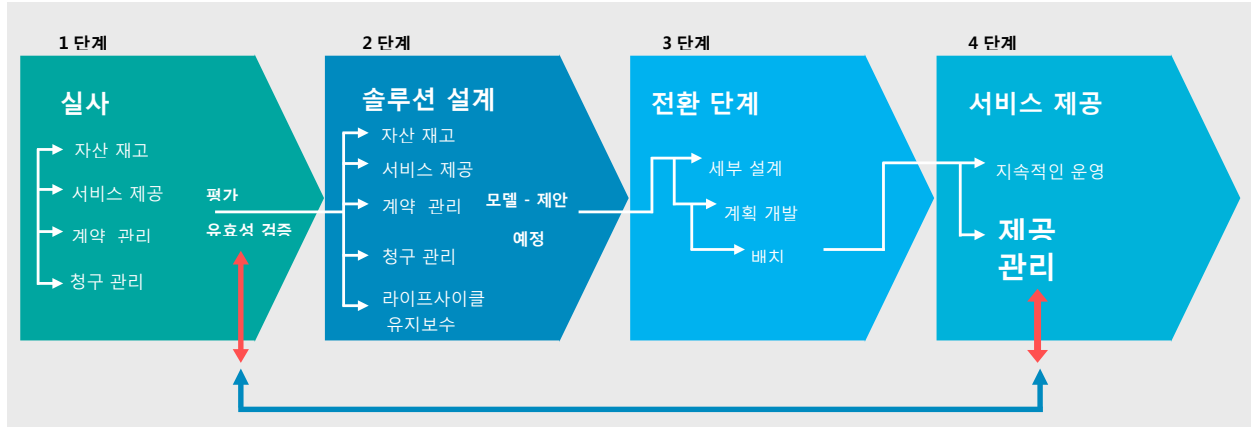 1 단계
실사
자산 재고
서비스 제공
계약 관리
청구 관리
평가
유효성 검증
2 단계
솔루션 설계
자산 재고
서비스 제공
계약 관리
청구 관리
라이프사이클
유지보수
모델 - 제안
예정
3 단계
전환 단계
세부 설계
계획 개발
배치
4 단계
서비스 제공
지속적인 운영
제공
관리